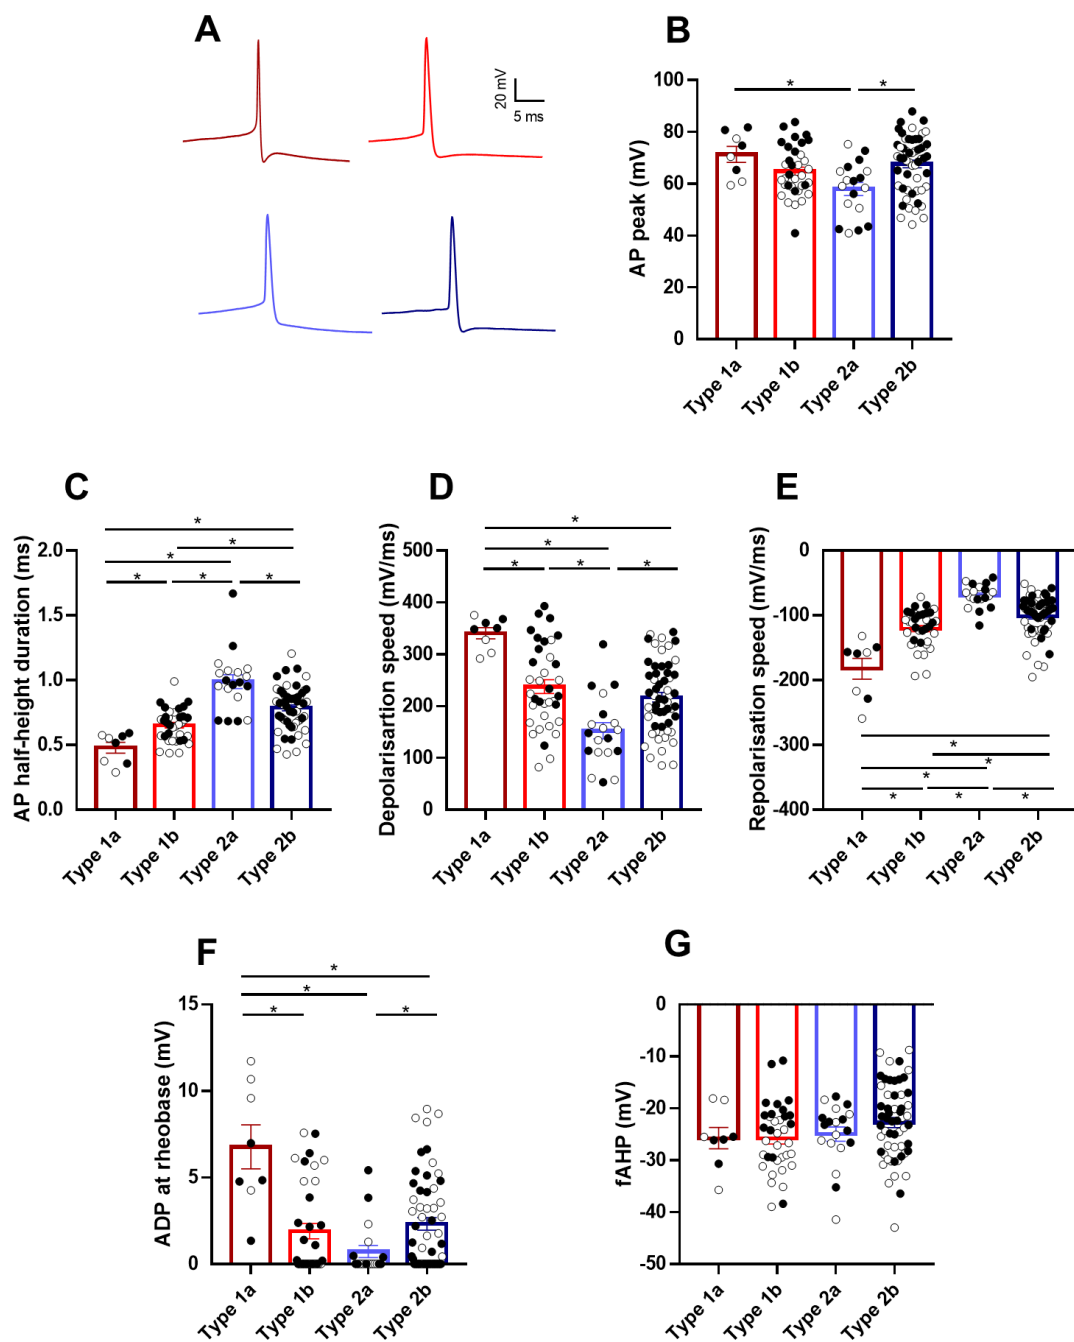 A
20 mV
5 ms
B
*
*
AP peak (mV)
100
80
60
40
20
0
Type 1a
Type 1b
Type 2a
Type 2b
C
*
*
*
*
*
*
AP half-height duration (ms)
2.0
1.5
1.0
0.5
0.0
Type 1a
Type 1b
Type 2a
Type 2b
D
*
*
*
*
*
Depolarisation speed (mV/ms)
500
400
300
200
100
0
Type 1a
Type 1b
Type 2a
Type 2b
E
Repolarisation speed (mV/ms)
0
-100
-200
-300
-400
*
*
*
*
*
*
Type 1a
Type 1b
Type 2a
Type 2b
F
*
*
*
*
ADP at rheobase (mV)
15
10
5
0
Type 1a
Type 1b
Type 2a
Type 2b
G
fAHP (mV)
0
-10
-20
-30
-40
-50
Type 1a
Type 1b
Type 2a
Type 2b